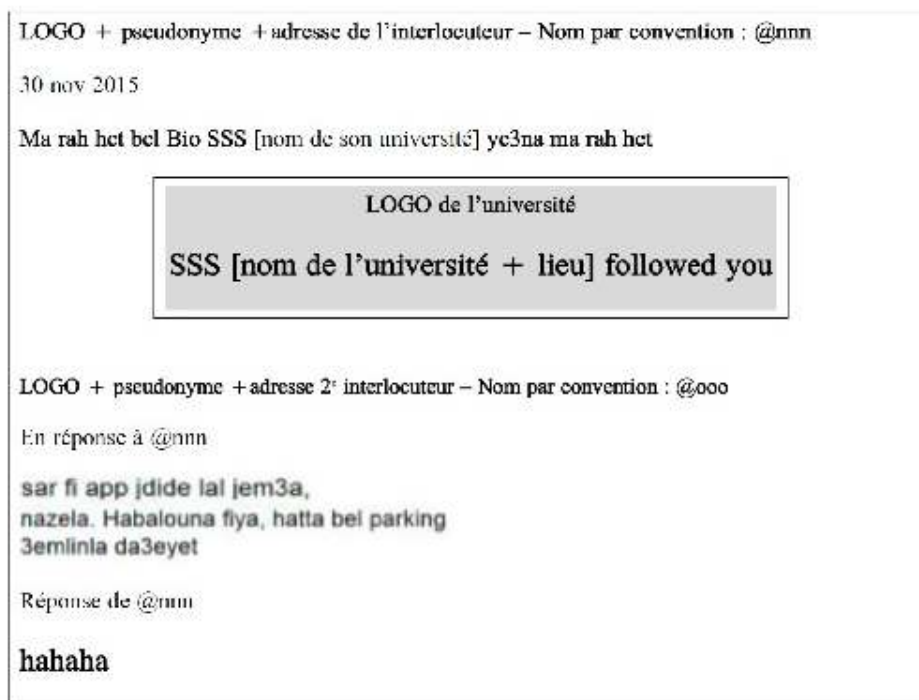 LOGO + pseudonyme + adresse de l'interlocuteur – Nom par convention : @nnn
30 nov 2015
Ma rah het bel Bio SSS [nom de son université] ye3na ma rah het
LOGO de l'université
SSS [nom de l'université + lieu] followed you
LOGO + pseudonyme + adresse 2e interlocuteur – Nom par convention : @ooo
En réponse à @nnn
sar fi app jdide lal jem3a,
nazela. Habalouna fiya, hatta bel parking
3emlinla da3eyet
Réponse de @nnn
hahaha